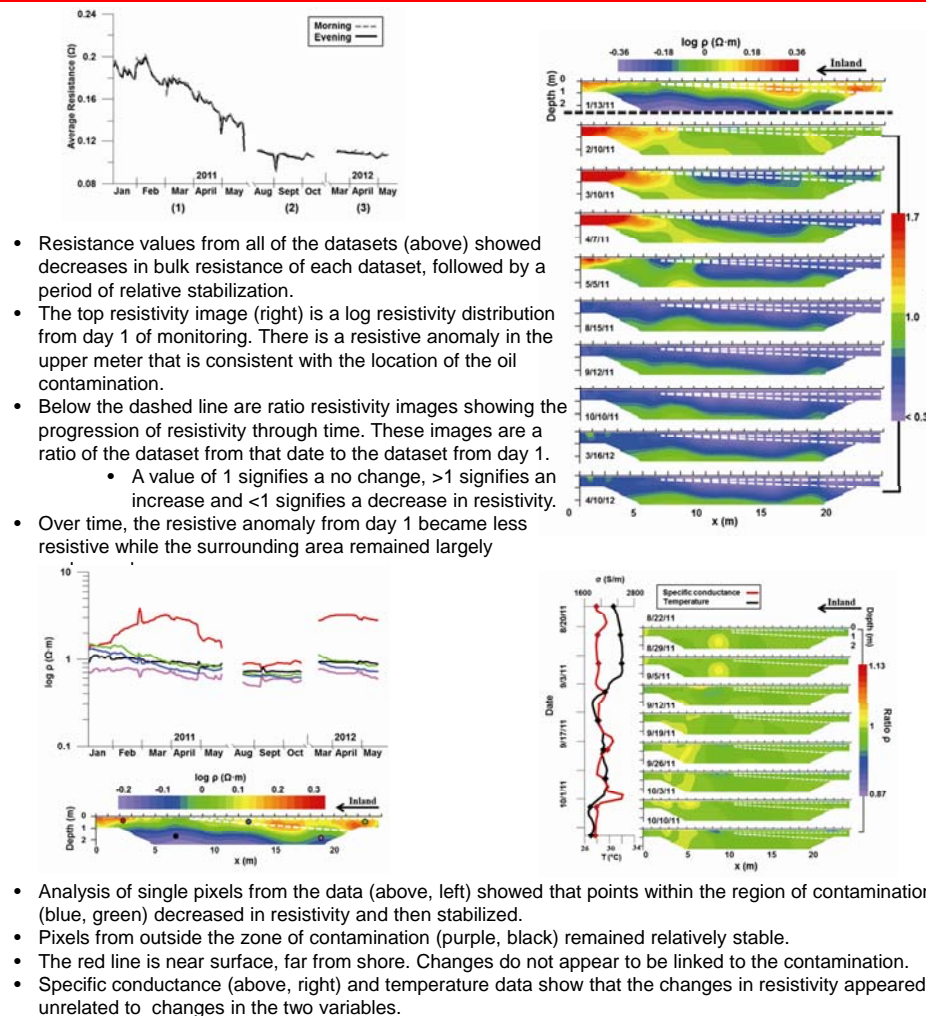 0.24
Morning
Evening
0.2
0.16
0.12
0.08
Average Resistance (Ω)
2011
2012
Jan Feb Mar April May Aug Sept Oct Mar April May
(1) (2) (3)
log ρ (Ω·m)
-0.36 -0.18 0 0.18 0.36
Inland
Depth (m)
0
1
2
1/13/11
2/10/11
3/10/11
4/7/11
5/5/11
8/15/11
9/12/11
10/10/11
3/16/12
4/10/12
1.7
1.0
< 0.3
0 5 10 15 20
x (m)
• Resistance values from all of the datasets (above) showed
decreases in bulk resistance of each dataset, followed by a
period of relative stabilization.
• The top resistivity image (right) is a log resistivity distribution
from day 1 of monitoring. There is a resistive anomaly in the
upper meter that is consistent with the location of the oil
contamination.
• Below the dashed line are ratio resistivity images showing the
progression of resistivity through time. These images are a
ratio of the dataset from that date to the dataset from day 1.
• A value of 1 signifies a no change, >1 signifies an
increase and <1 signifies a decrease in resistivity.
• Over time, the resistive anomaly from day 1 became less
resistive while the surrounding area remained largely
10
1
0.1
log ρ (Ω·m)
2011
2012
Jan Feb Mar April May Aug Sept Oct Mar April May
log ρ (Ω·m)
-0.2 -0.1 0 0.1 0.2 0.3
Inland
Depth (m)
0
1
2
0 5 10 15 20
x (m)
σ (S/m)
1600 2800
Specific conductance
Temperature
Inland
Date
8/20/11
9/3/11
9/17/11
10/1/11
26 30 34
T (°C)
8/22/11
8/29/11
9/5/11
9/12/11
9/19/11
9/26/11
10/3/11
10/10/11
Depth (m)
0
1
2
1.13
1
0.87
Ratio ρ
0 5 10 15 20
x (m)
• Analysis of single pixels from the data (above, left) showed that points within the region of contamination
(blue, green) decreased in resistivity and then stabilized.
• Pixels from outside the zone of contamination (purple, black) remained relatively stable.
• The red line is near surface, far from shore. Changes do not appear to be linked to the contamination.
• Specific conductance (above, right) and temperature data show that the changes in resistivity appeared
unrelated to changes in the two variables.